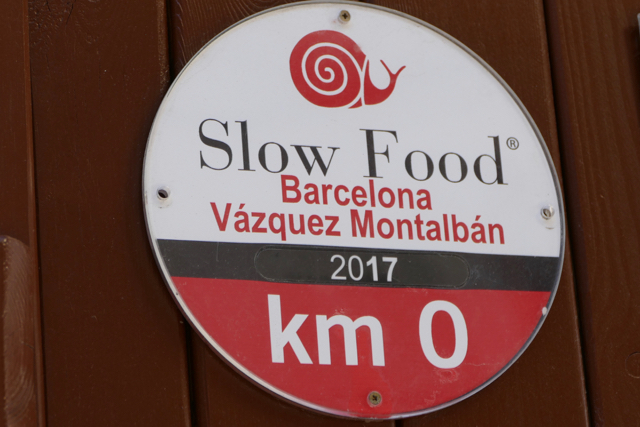 Slow Food®
Barcelona
Vázquez Montalbán
2017
km 0